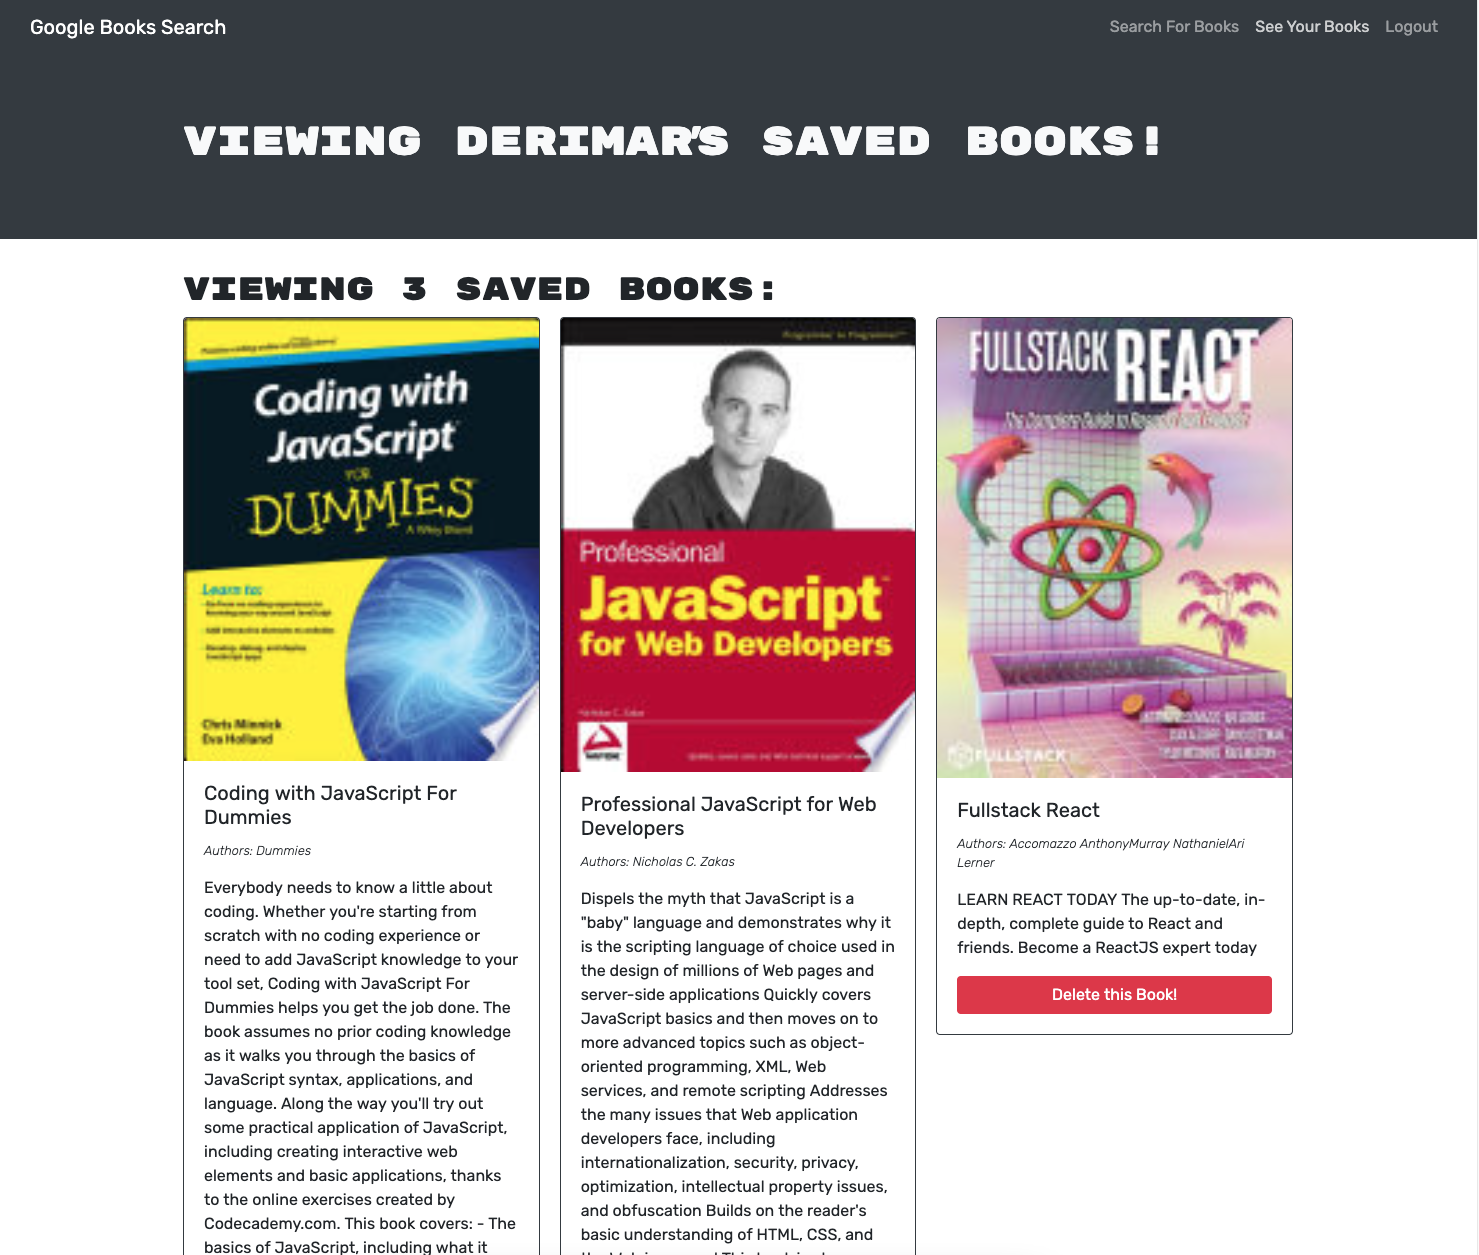 Google Books Search
Search For Books See Your Books Logout
VIEWING DERIMAR'S SAVED BOOKS!
VIEWING 3 SAVED BOOKS:
Coding with
JavaScript
FOR
DUMMIES
A Wiley Brand
Learn to:
Chris Minnick
Eva Holland
Coding with JavaScript For
Dummies
Authors: Dummies
Everybody needs to know a little about
coding. Whether you're starting from
scratch with no coding experience or
need to add JavaScript knowledge to your
tool set, Coding with JavaScript For
Dummies helps you get the job done. The
book assumes no prior coding knowledge
as it walks you through the basics of
JavaScript syntax, applications, and
language. Along the way you'll try out
some practical application of JavaScript,
including creating interactive web
elements and basic applications, thanks
to the online exercises created by
Codecademy.com. This book covers: - The
basics of JavaScript, including what it
Programmer to Programmer™
Professional
JavaScript™
for Web Developers
Nicholas C. Zakas
Professional JavaScript for Web
Developers
Authors: Nicholas C. Zakas
Dispels the myth that JavaScript is a
"baby" language and demonstrates why it
is the scripting language of choice used in
the design of millions of Web pages and
server-side applications Quickly covers
JavaScript basics and then moves on to
more advanced topics such as object-
oriented programming, XML, Web
services, and remote scripting Addresses
the many issues that Web application
developers face, including
internationalization, security, privacy,
optimization, intellectual property issues,
and obfuscation Builds on the reader's
basic understanding of HTML, CSS, and
FULLSTACK REACT
The Complete Guide to
FULLSTACK
Fullstack React
Authors: Accomazzo AnthonyMurray NathanielAri
Lerner
LEARN REACT TODAY The up-to-date, in-
depth, complete guide to React and
friends. Become a ReactJS expert today
Delete this Book!